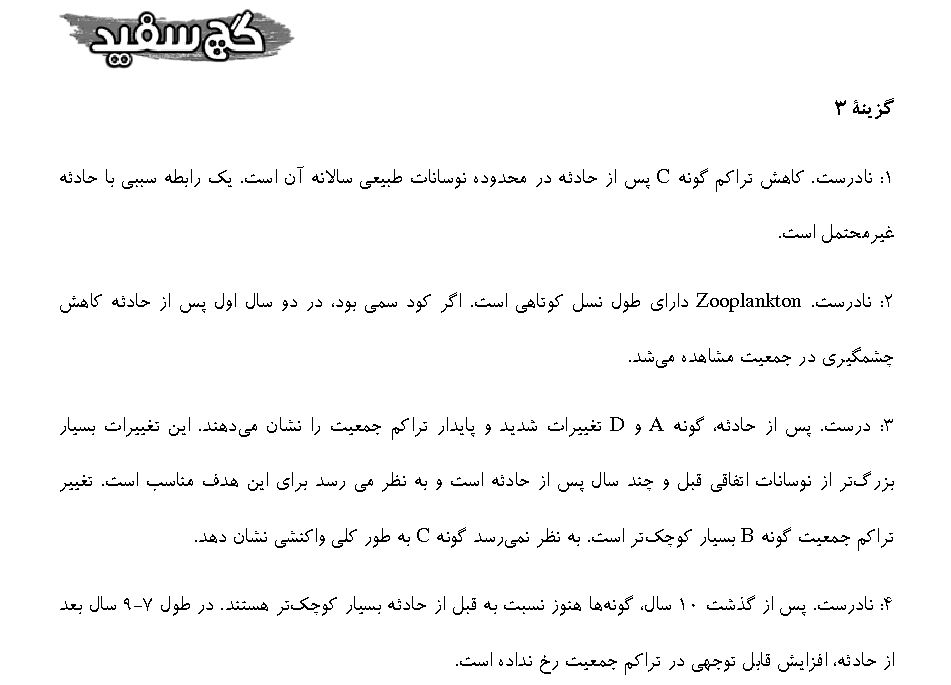 گچ سفید
گزینهٔ ۳
۱: نادرست. کاهش تراکم گونه C پس از حادثه در محدوده نوسانات طبیعی سالانه آن است. یک رابطه سببی با حادثه
غیرمحتمل است.
۲: نادرست. Zooplankton دارای طول نسل کوتاهی است. اگر کود سمی بود، در دو سال اول پس از حادثه کاهش
چشمگیری در جمعیت مشاهده می‌شد.
۳: درست. پس از حادثه، گونه A و D تغییرات شدید و پایدار تراکم جمعیت را نشان می‌دهند. این تغییرات بسیار
بزرگ‌تر از نوسانات اتفاقی قبل و چند سال پس از حادثه است و به نظر می رسد برای این هدف مناسب است. تغییر
تراکم جمعیت گونه B بسیار کوچک‌تر است. به نظر نمی‌رسد گونه C به طور کلی واکنشی نشان دهد.
۴: نادرست. پس از گذشت ۱۰ سال، گونه‌ها هنوز نسبت به قبل از حادثه بسیار کوچک‌تر هستند. در طول ۷-۹ سال بعد
از حادثه، افزایش قابل توجهی در تراکم جمعیت رخ نداده است.